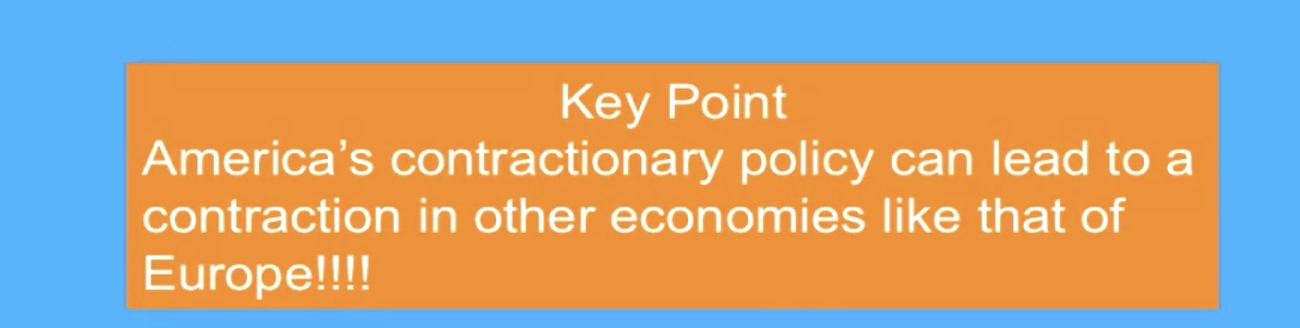 Key Point
America’s contractionary policy can lead to a
contraction in other economies like that of
Europe!!!!